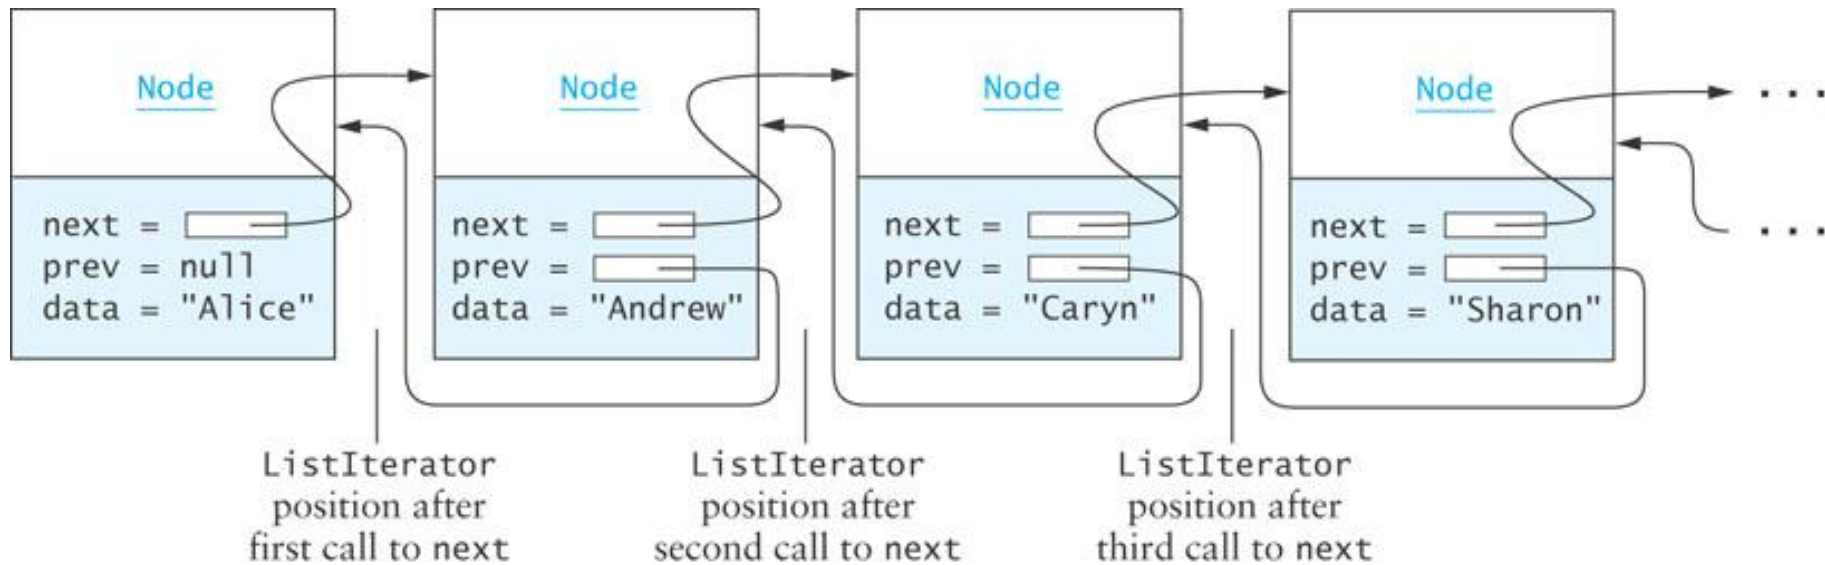 Node
next =
prev = null
data = "Alice"
Node
next =
prev =
data = "Andrew"
Node
next =
prev =
data = "Caryn"
Node
next =
prev =
data = "Sharon"
. . .
. . .
ListIterator
position after
first call to next
ListIterator
position after
second call to next
ListIterator
position after
third call to next